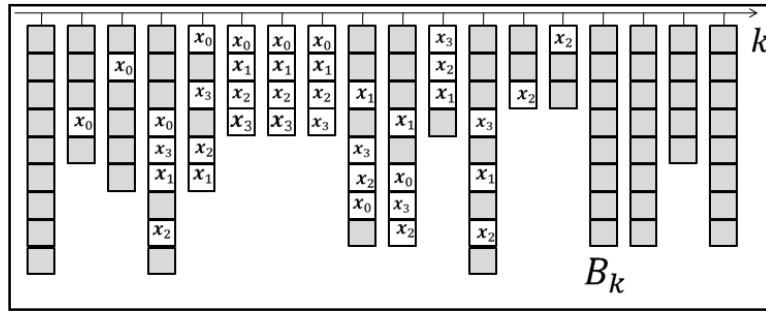 x₀ x₀ x₀ x₀ x₃ x₂ k
x₀ x₁ x₁ x₁ x₂
x₃ x₂ x₂ x₂ x₁ x₁ x₂
x₀ x₀ x₃ x₃ x₃ x₁ x₃
x₃ x₂ x₃
x₁ x₁ x₂ x₀ x₁
x₀ x₃
x₂ x₂ x₂
Bₖ